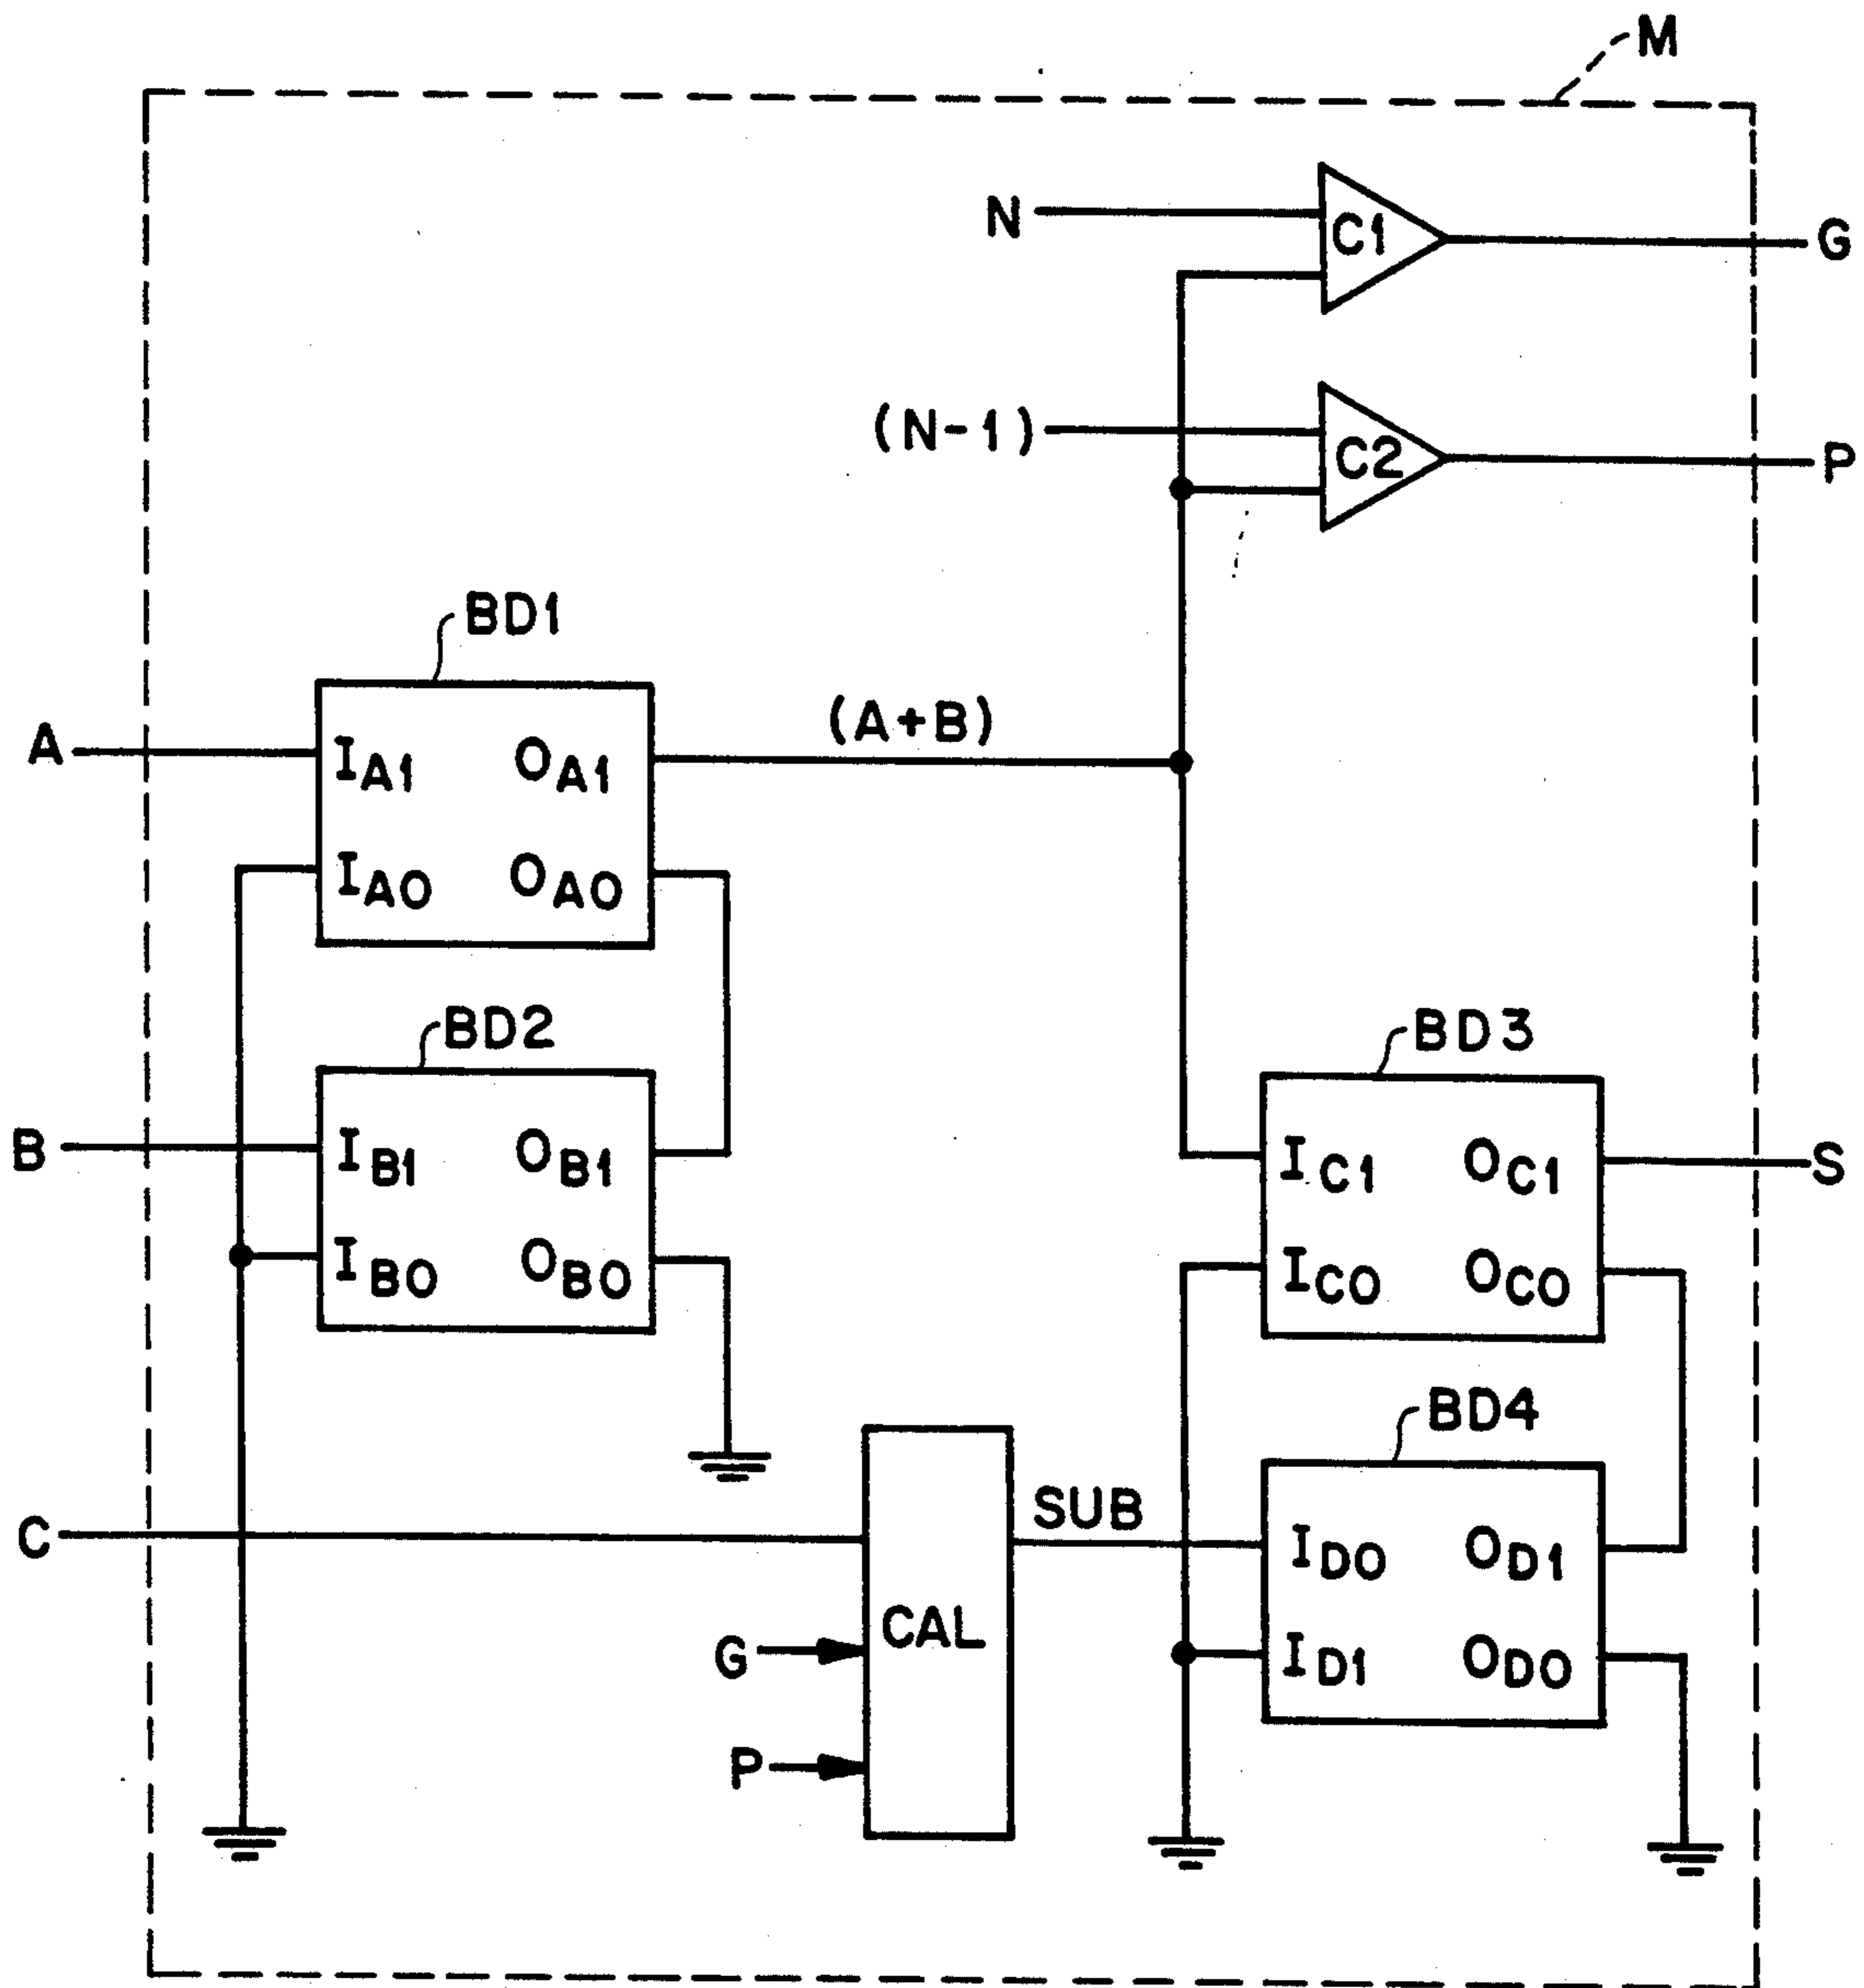 M
N
C1
G
(N-1)
C2
P
BD1
A
IA1 OA1
(A+B)
IA0 OA0
BD2
BD3
B
IB1 OB1
IC1 OC1
S
IB0 OB0
IC0 OC0
BD4
C
SUB
ID0 OD1
CAL
G
ID1 OD0
P